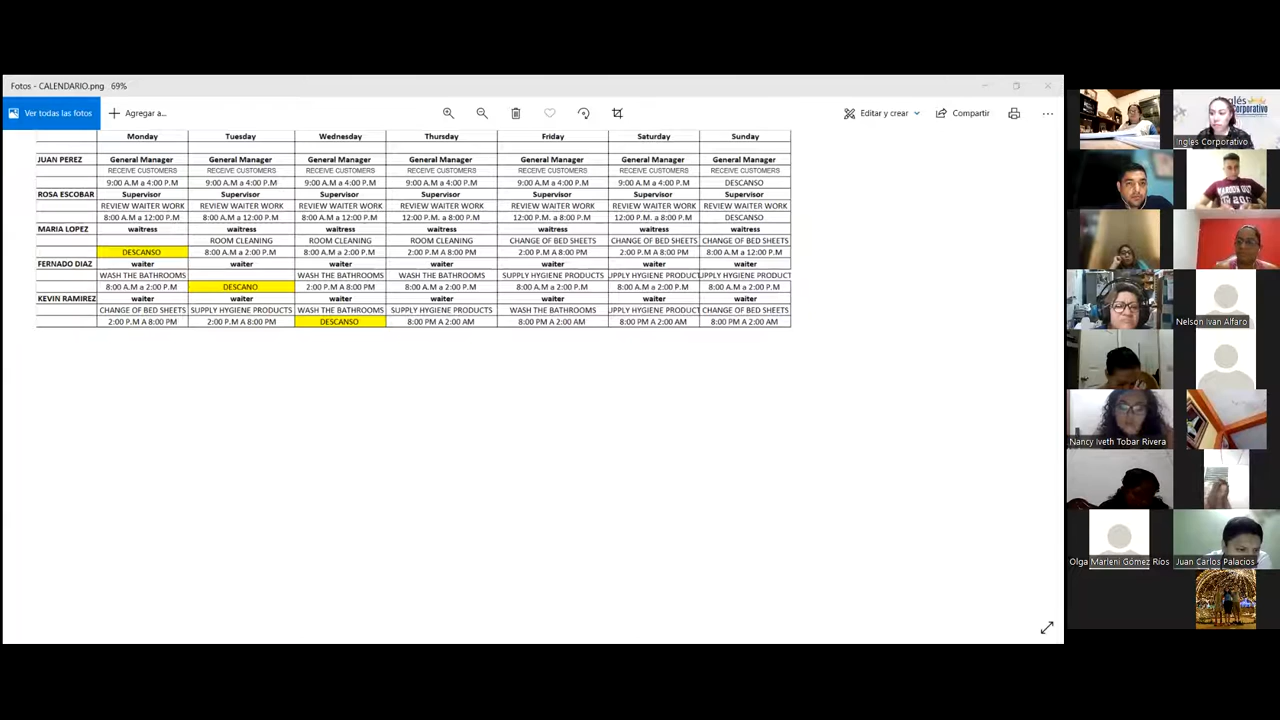 Fotos - CALENDARIO.png 69%
Ver todas las fotos Agregar a... Editar y crear Compartir
Monday Tuesday Wednesday Thursday Friday Saturday Sunday
JUAN PEREZ General Manager General Manager General Manager General Manager General Manager General Manager General Manager
RECEIVE CUSTOMERS RECEIVE CUSTOMERS RECEIVE CUSTOMERS RECEIVE CUSTOMERS RECEIVE CUSTOMERS RECEIVE CUSTOMERS RECEIVE CUSTOMERS
9:00 A.M a 4:00 P.M 9:00 A.M a 4:00 P.M 9:00 A.M a 4:00 P.M 9:00 A.M a 4:00 P.M 9:00 A.M a 4:00 P.M 9:00 A.M a 4:00 P.M DESCANSO
ROSA ESCOBAR Supervisor Supervisor Supervisor Supervisor Supervisor Supervisor Supervisor
REVIEW WAITER WORK REVIEW WAITER WORK REVIEW WAITER WORK REVIEW WAITER WORK REVIEW WAITER WORK REVIEW WAITER WORK REVIEW WAITER WORK
8:00 A.M a 12:00 P.M 8:00 A.M a 12:00 P.M 8:00 A.M a 12:00 P.M 12:00 P.M. a 8:00 P.M 12:00 P.M. a 8:00 P.M 12:00 P.M. a 8:00 P.M DESCANSO
MARIA LOPEZ waitress waitress waitress waitress waitress waitress waitress
ROOM CLEANING ROOM CLEANING ROOM CLEANING CHANGE OF BED SHEETS CHANGE OF BED SHEETS CHANGE OF BED SHEETS
DESCANSO 8:00 A.M a 2:00 P.M 8:00 A.M a 2:00 P.M 2:00 P.M A 8:00 PM 2:00 P.M A 8:00 PM 2:00 P.M A 8:00 PM 8:00 A.M a 12:00 P.M
FERNADO DIAZ waiter waiter waiter waiter waiter waiter waiter
WASH THE BATHROOMS WASH THE BATHROOMS WASH THE BATHROOMS SUPPLY HYGIENE PRODUCTS UPPLY HYGIENE PRODUCT UPPLY HYGIENE PRODUCT
8:00 A.M a 2:00 P.M DESCANO 2:00 P.M A 8:00 PM 8:00 A.M a 2:00 P.M 8:00 A.M a 2:00 P.M 8:00 A.M a 2:00 P.M 8:00 A.M a 2:00 P.M
KEVIN RAMIREZ waiter waiter waiter waiter waiter waiter waiter
CHANGE OF BED SHEETS SUPPLY HYGIENE PRODUCTS WASH THE BATHROOMS SUPPLY HYGIENE PRODUCTS WASH THE BATHROOMS UPPLY HYGIENE PRODUCT CHANGE OF BED SHEETS
2:00 P.M A 8:00 PM 2:00 P.M A 8:00 PM DESCANSO 8:00 PM A 2:00 AM 8:00 PM A 2:00 AM 8:00 PM A 2:00 AM 8:00 PM A 2:00 AM
Inglés
Corporativo
Ingles Corporativo
Nelson Ivan Alfaro
Nancy Iveth Tobar Rivera
Olga Marleni Gómez Ríos
Juan Carlos Palacios